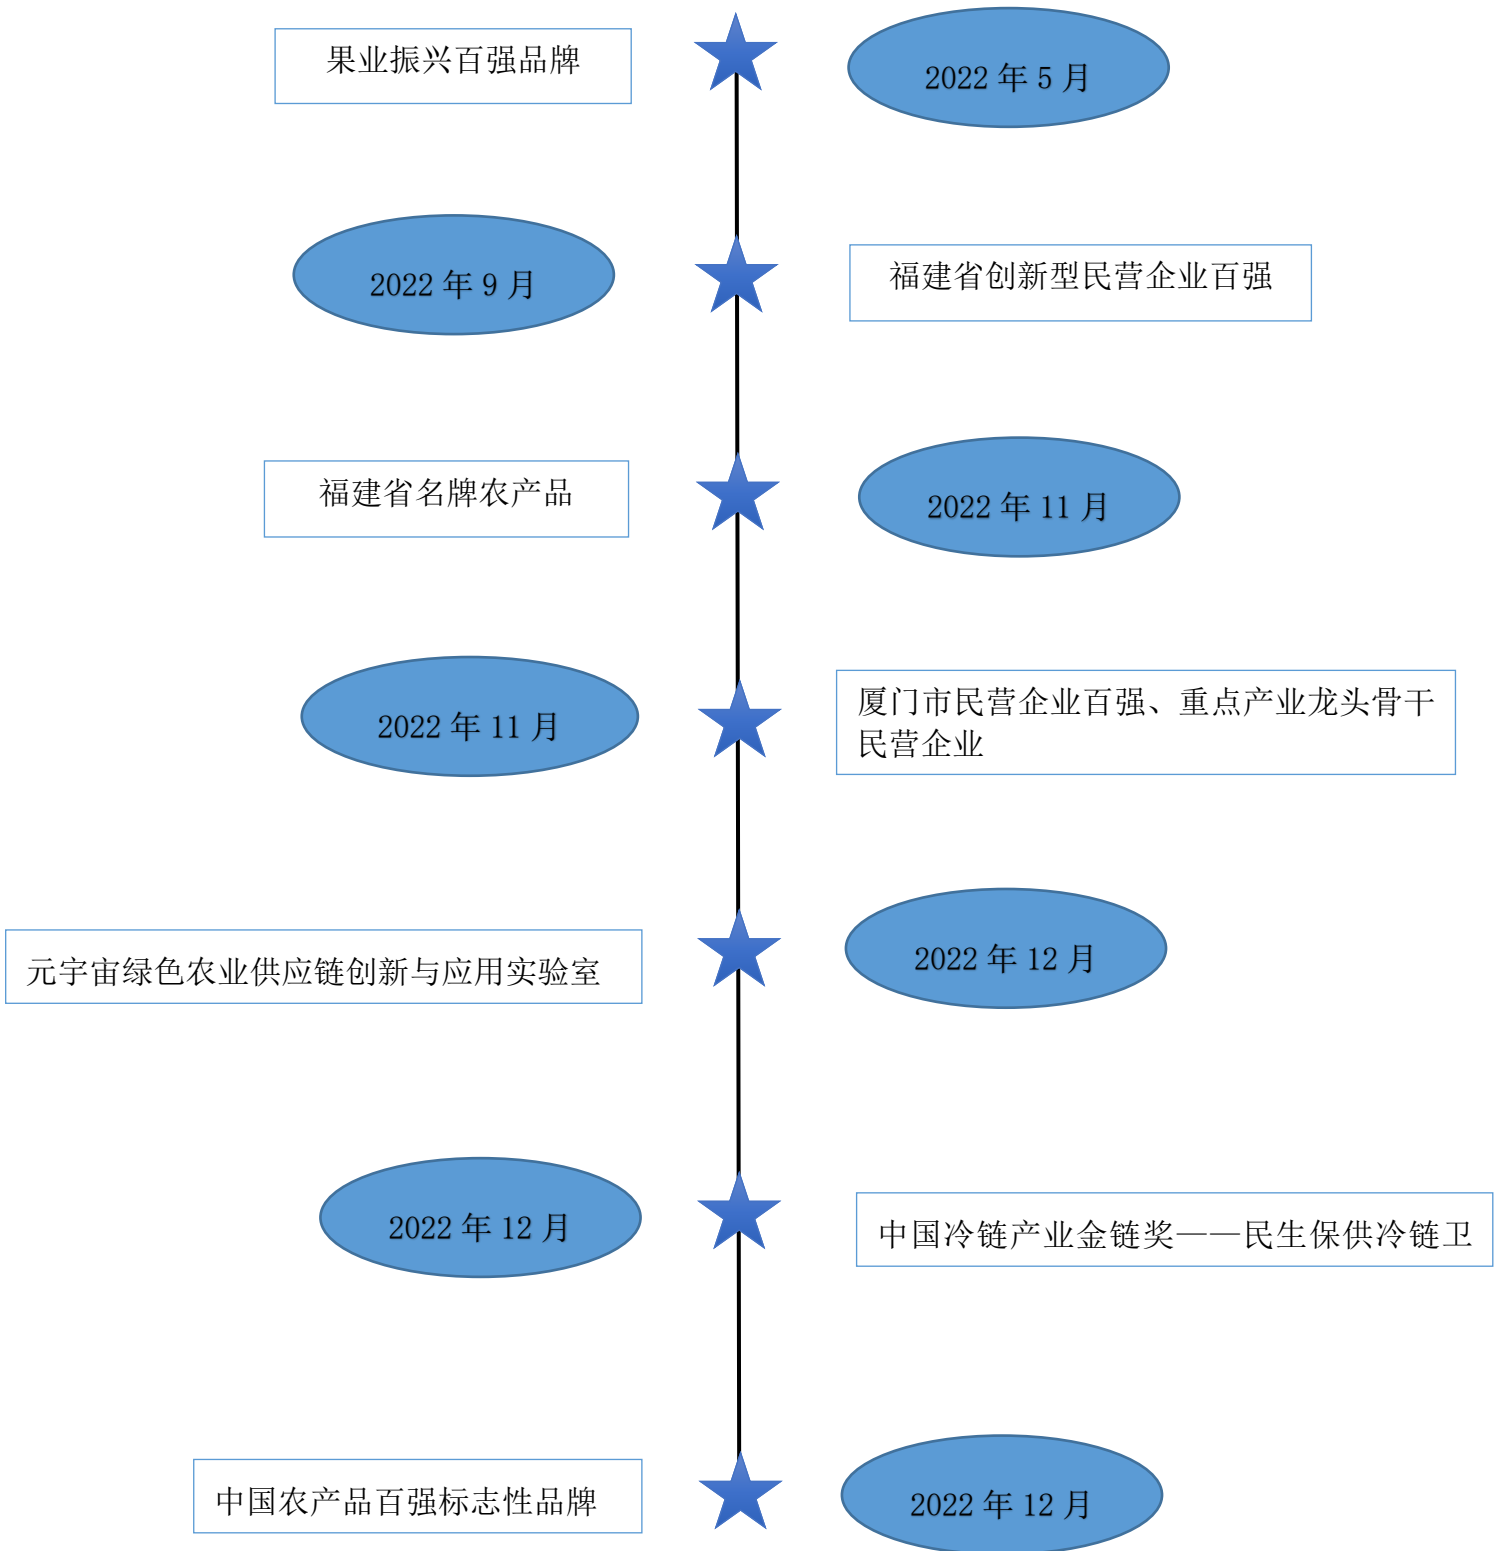 果业振兴百强品牌
2022 年 5 月
2022 年 9 月
福建省创新型民营企业百强
福建省名牌农产品
2022 年 11 月
2022 年 11 月
厦门市民营企业百强、重点产业龙头骨干
民营企业
元宇宙绿色农业供应链创新与应用实验室
2022 年 12 月
2022 年 12 月
中国冷链产业金链奖——民生保供冷链卫
中国农产品百强标志性品牌
2022 年 12 月